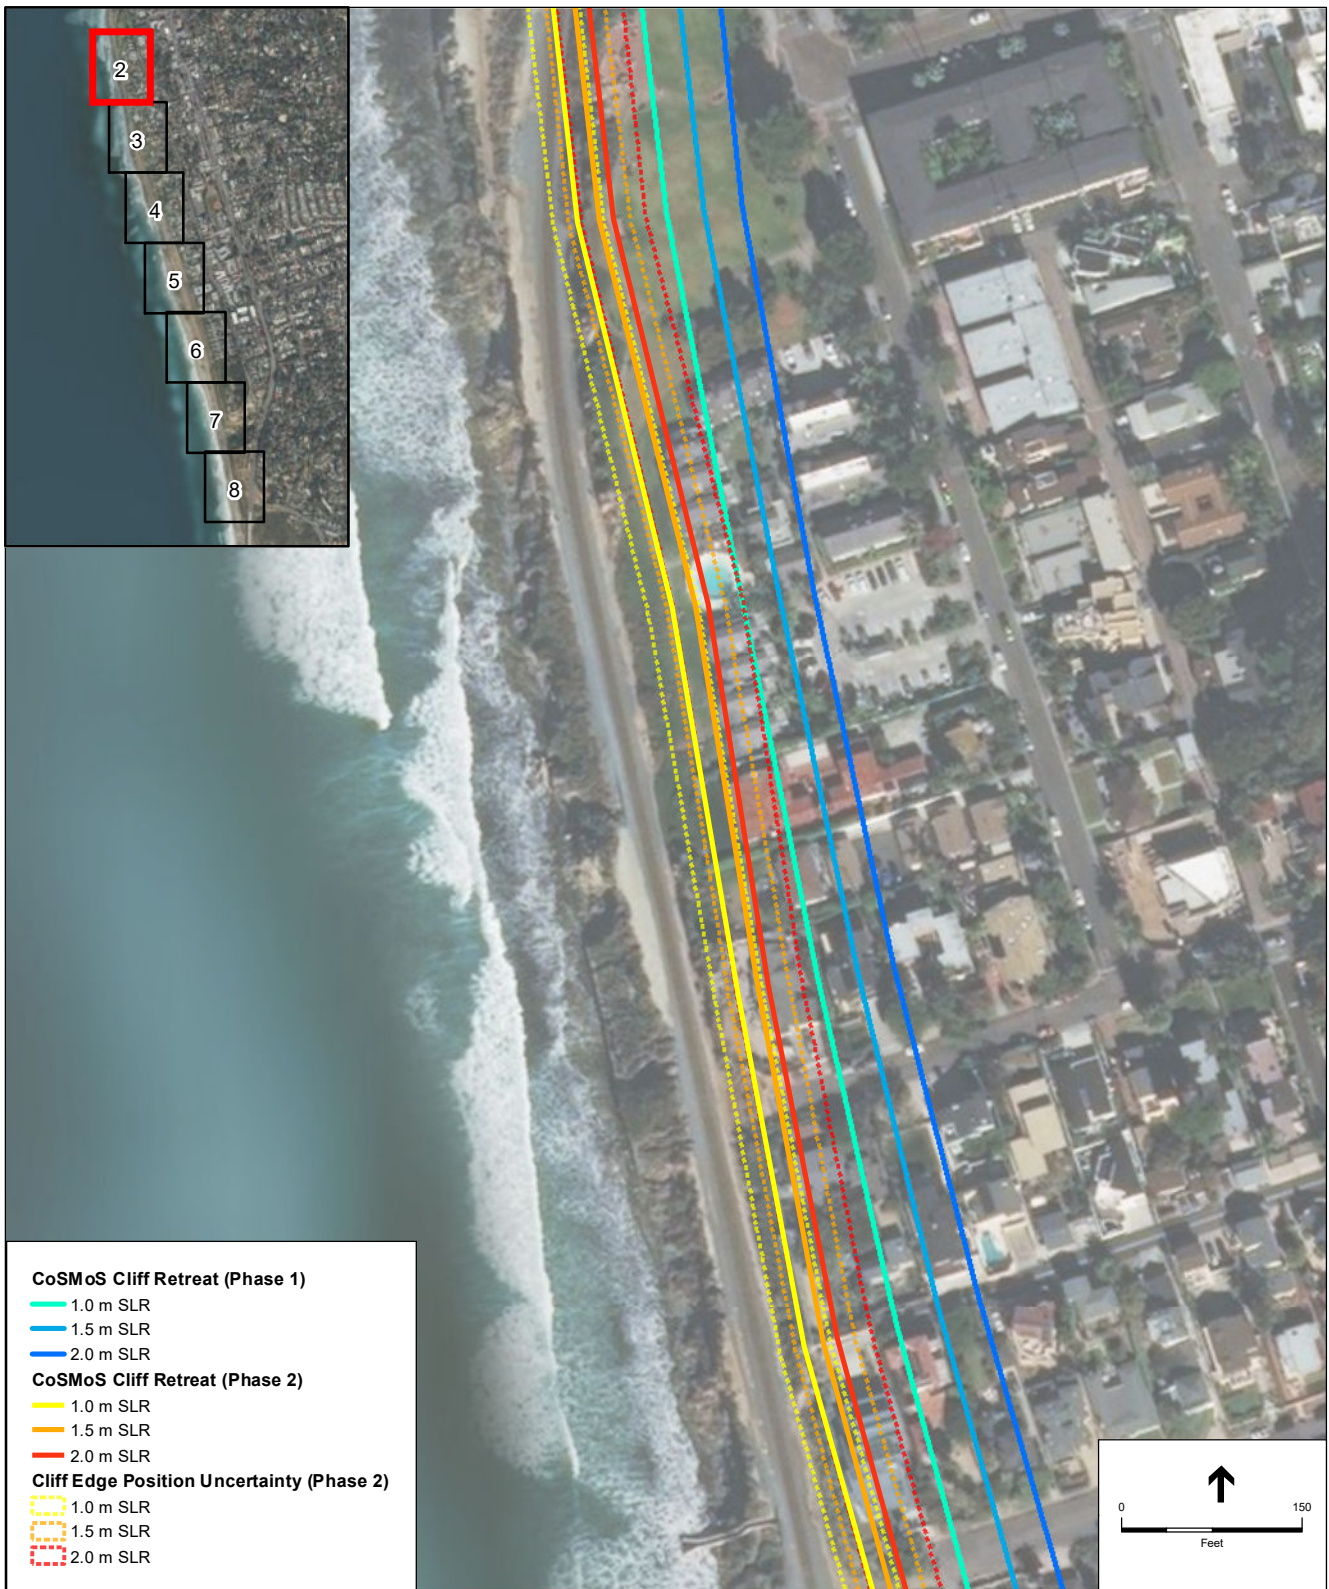 2
3
4
5
6
7
8
CoSMoS Cliff Retreat (Phase 1)
1.0 m SLR
1.5 m SLR
2.0 m SLR
CoSMoS Cliff Retreat (Phase 2)
1.0 m SLR
1.5 m SLR
2.0 m SLR
Cliff Edge Position Uncertainty (Phase 2)
1.0 m SLR
1.5 m SLR
2.0 m SLR
0 150
Feet